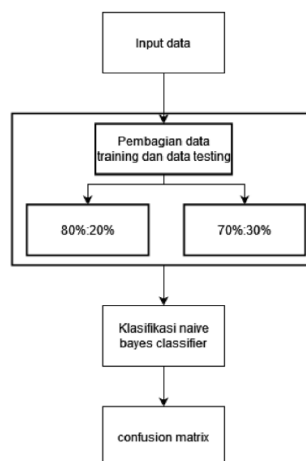 Input data
Pembagian data
training dan data testing
80%:20%
70%:30%
Klasifikasi naive
bayes classifier
confusion matrix